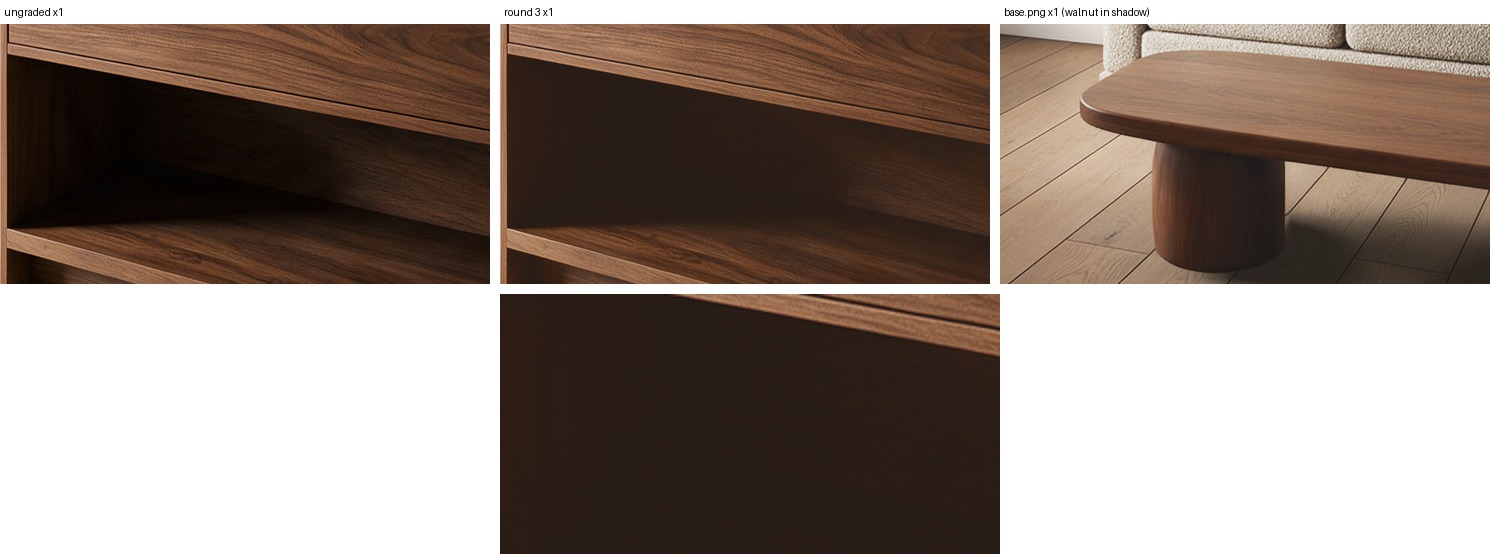 ungraded x1
round 3 x1
base.png x1 (walnut in shadow)